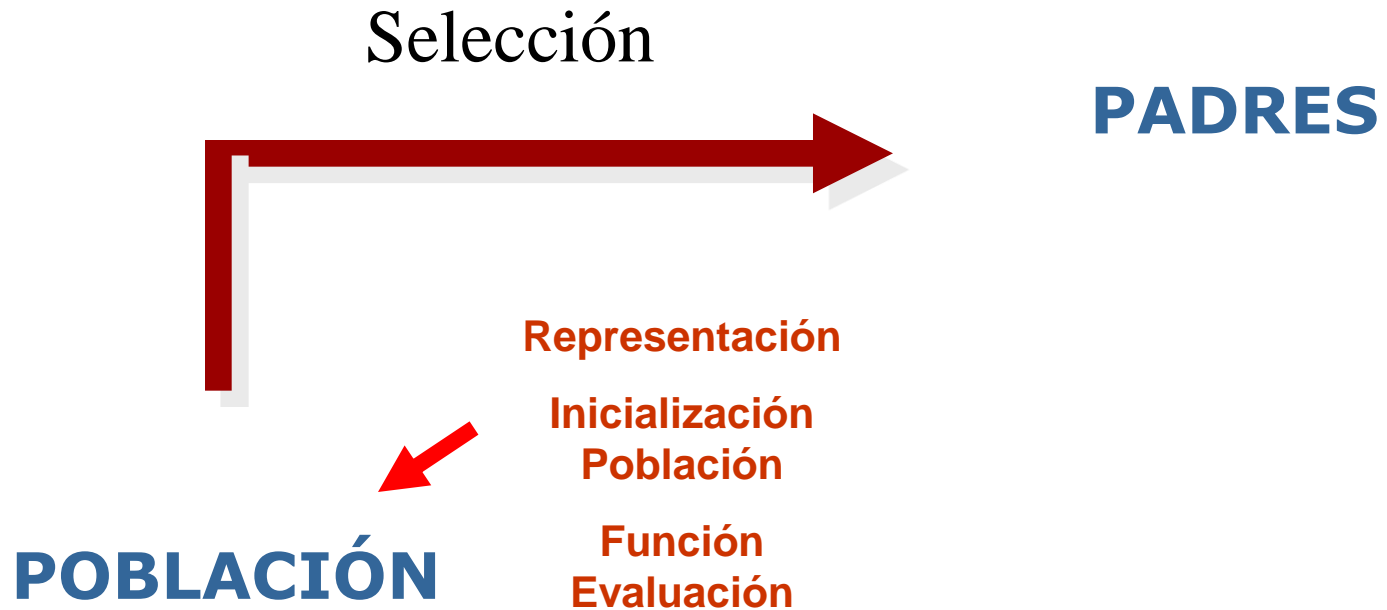 Selección
PADRES
Representación
Inicialización
Población
Función
Evaluación
POBLACIÓN